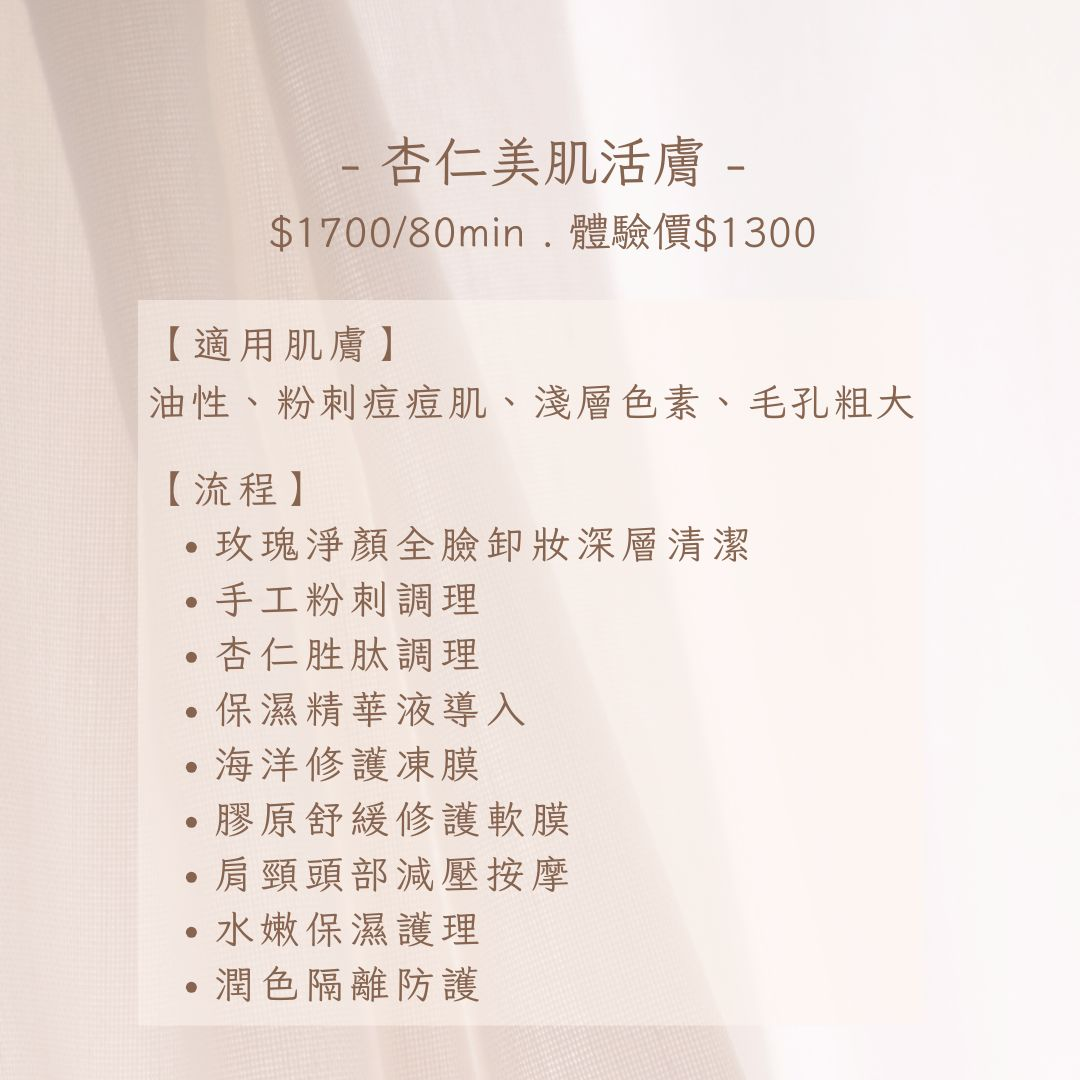 - 杏仁美肌活膚 -
$1700/80min . 體驗價$1300
【適用肌膚】
油性、粉刺痘痘肌、淺層色素、毛孔粗大
【流程】
• 玫瑰淨顏全臉卸妝深層清潔
• 手工粉刺調理
• 杏仁胜肽調理
• 保濕精華液導入
• 海洋修護凍膜
• 膠原舒緩修護軟膜
• 肩頸頭部減壓按摩
• 水嫩保濕護理
• 潤色隔離防護